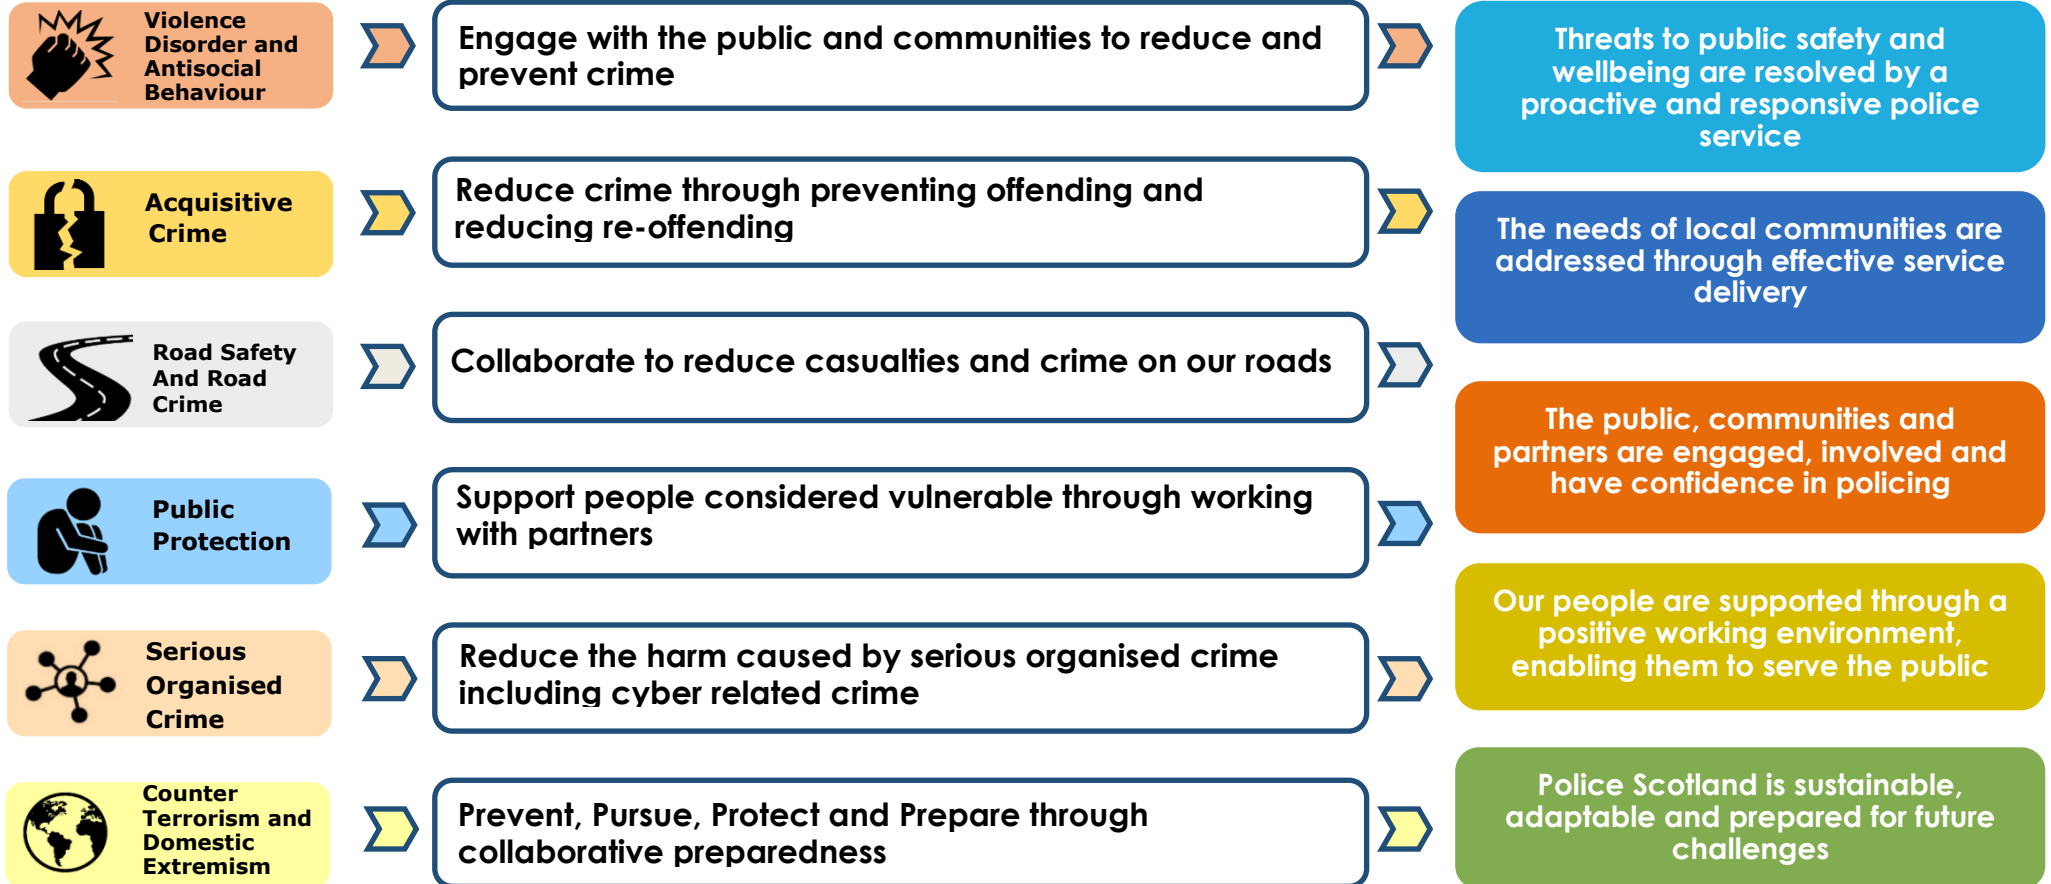 Violence
Disorder and
Antisocial
Behaviour
Engage with the public and communities to reduce and
prevent crime
Threats to public safety and
wellbeing are resolved by a
proactive and responsive police
service
Acquisitive
Crime
Reduce crime through preventing offending and
reducing re-offending
The needs of local communities are
addressed through effective service
delivery
Road Safety
And Road
Crime
Collaborate to reduce casualties and crime on our roads
The public, communities and
partners are engaged, involved and
have confidence in policing
Public
Protection
Support people considered vulnerable through working
with partners
Our people are supported through a
positive working environment,
enabling them to serve the public
Serious
Organised
Crime
Reduce the harm caused by serious organised crime
including cyber related crime
Police Scotland is sustainable,
adaptable and prepared for future
challenges
Counter
Terrorism and
Domestic
Extremism
Prevent, Pursue, Protect and Prepare through
collaborative preparedness